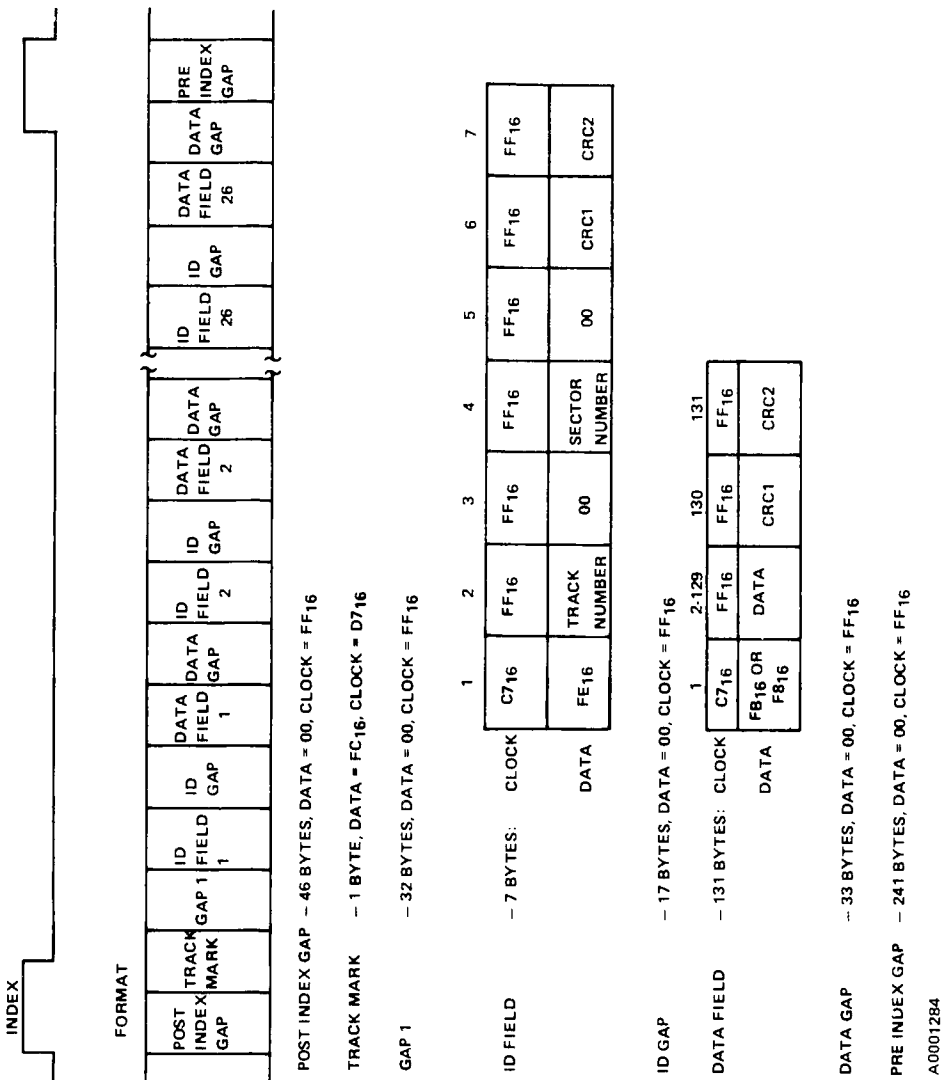 INDEX
FORMAT
POST INDEX GAP
TRACK MARK
GAP 1
ID FIELD 1
ID GAP
DATA FIELD 1
DATA GAP
ID FIELD 2
ID GAP
DATA FIELD 2
DATA GAP
ID FIELD 26
ID GAP
DATA FIELD 26
DATA GAP
PRE INDEX GAP
POST INDEX GAP – 46 BYTES, DATA = 00, CLOCK = FF16
TRACK MARK – 1 BYTE, DATA = FC16, CLOCK = D716
GAP 1 – 32 BYTES, DATA = 00, CLOCK = FF16
1 2 3 4 5 6 7
ID FIELD – 7 BYTES: CLOCK C716 FF16 FF16 FF16 FF16 FF16 FF16
DATA FE16 TRACK NUMBER 00 SECTOR NUMBER 00 CRC1 CRC2
ID GAP – 17 BYTES, DATA = 00, CLOCK = FF16
1 2-129 130 131
DATA FIELD – 131 BYTES: CLOCK C716 FF16 FF16 FF16
DATA FB16 OR F816 DATA CRC1 CRC2
DATA GAP – 33 BYTES, DATA = 00, CLOCK = FF16
PRE INDEX GAP – 241 BYTES, DATA = 00, CLOCK = FF16
A0001284